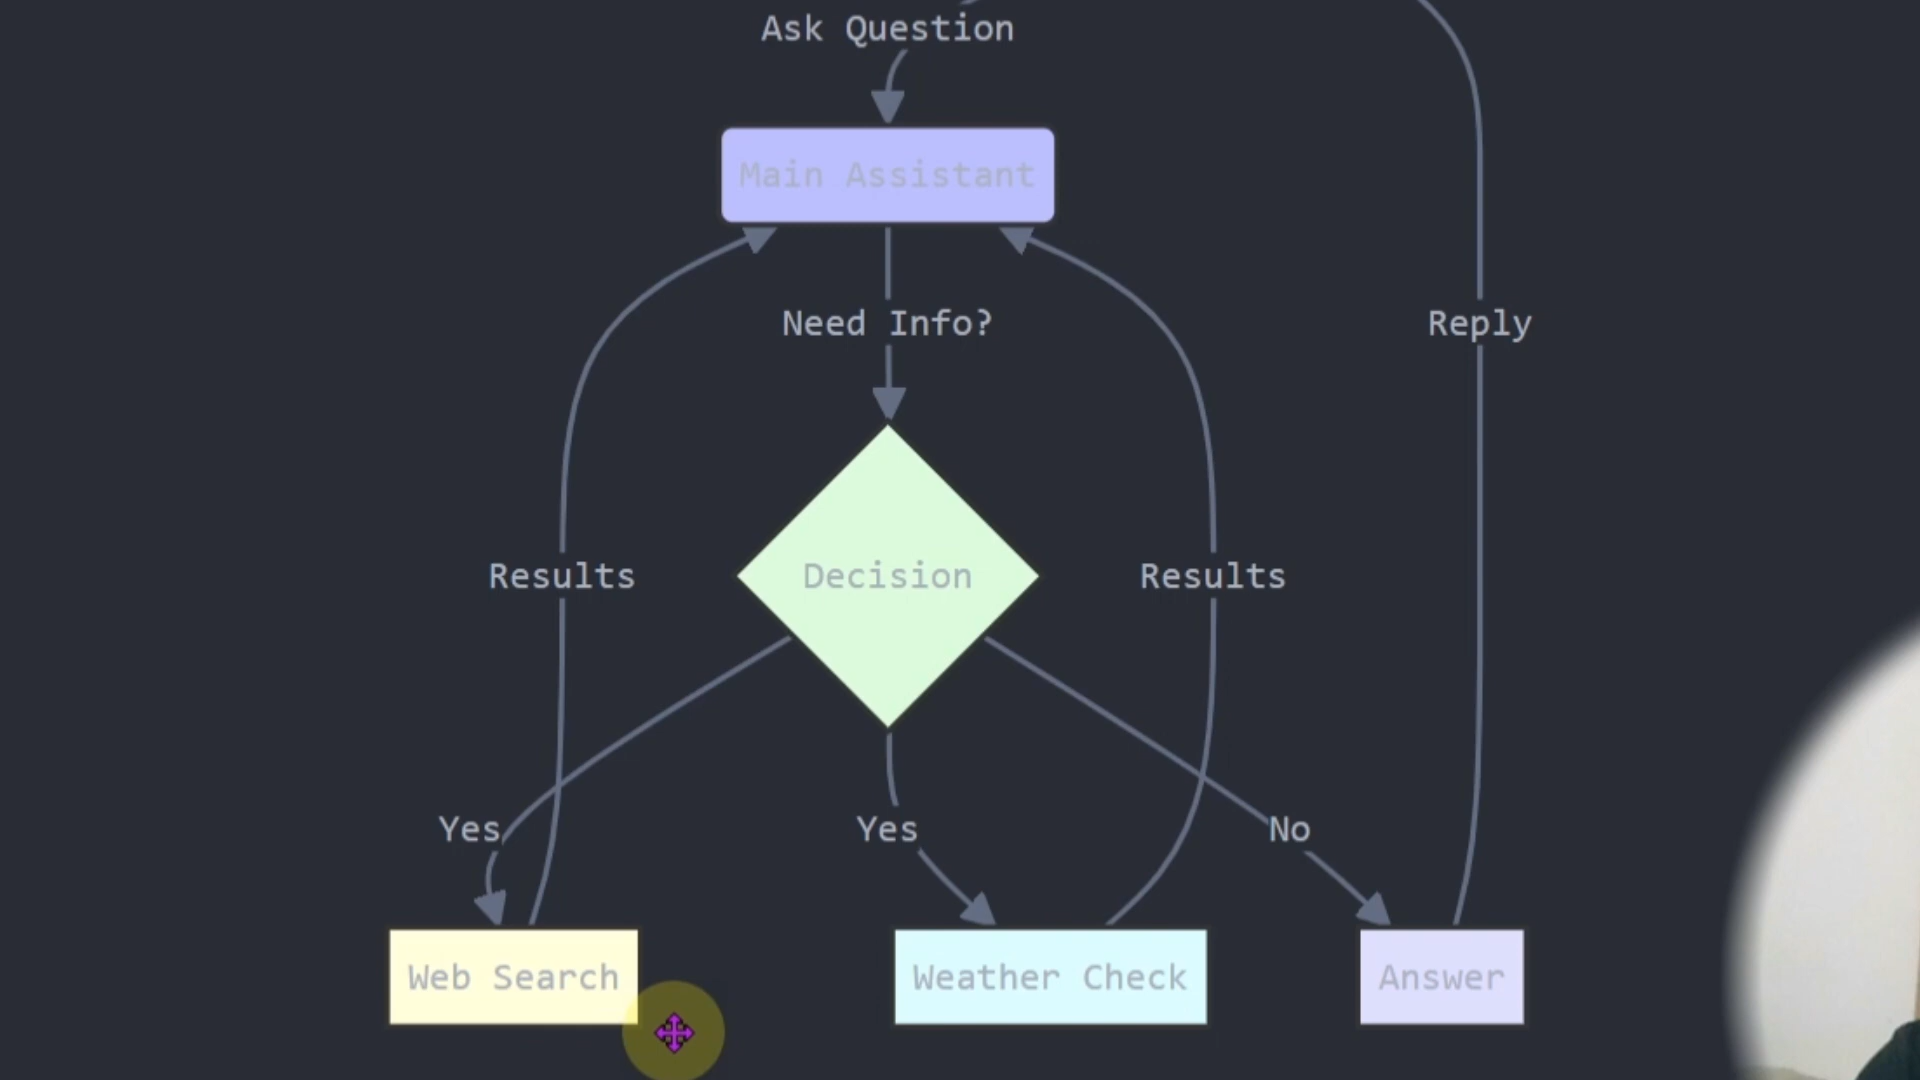 Ask Question
Main Assistant
Need Info?
Reply
Results
Decision
Results
Yes
Yes
No
Web Search
Weather Check
Answer